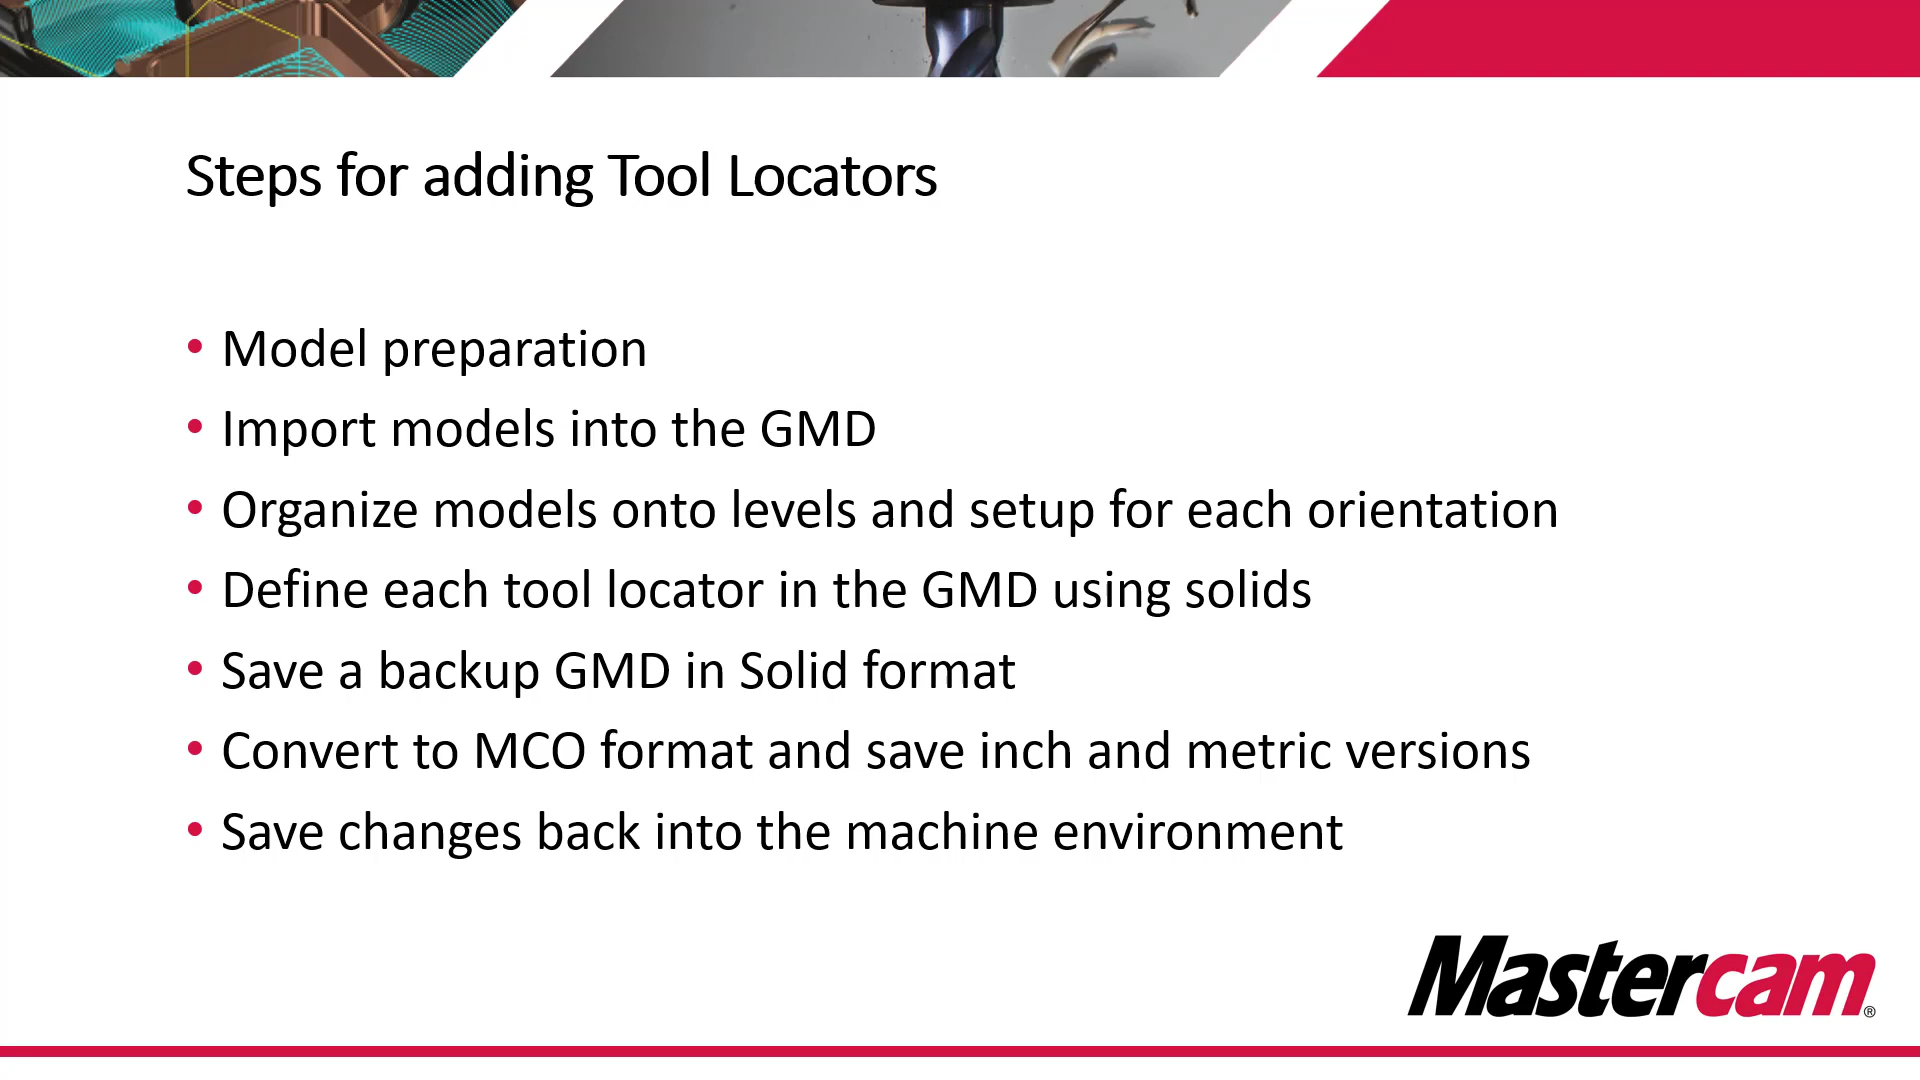 Steps for adding Tool Locators
• Model preparation
• Import models into the GMD
• Organize models onto levels and setup for each orientation
• Define each tool locator in the GMD using solids
• Save a backup GMD in Solid format
• Convert to MCO format and save inch and metric versions
• Save changes back into the machine environment
Mastercam®